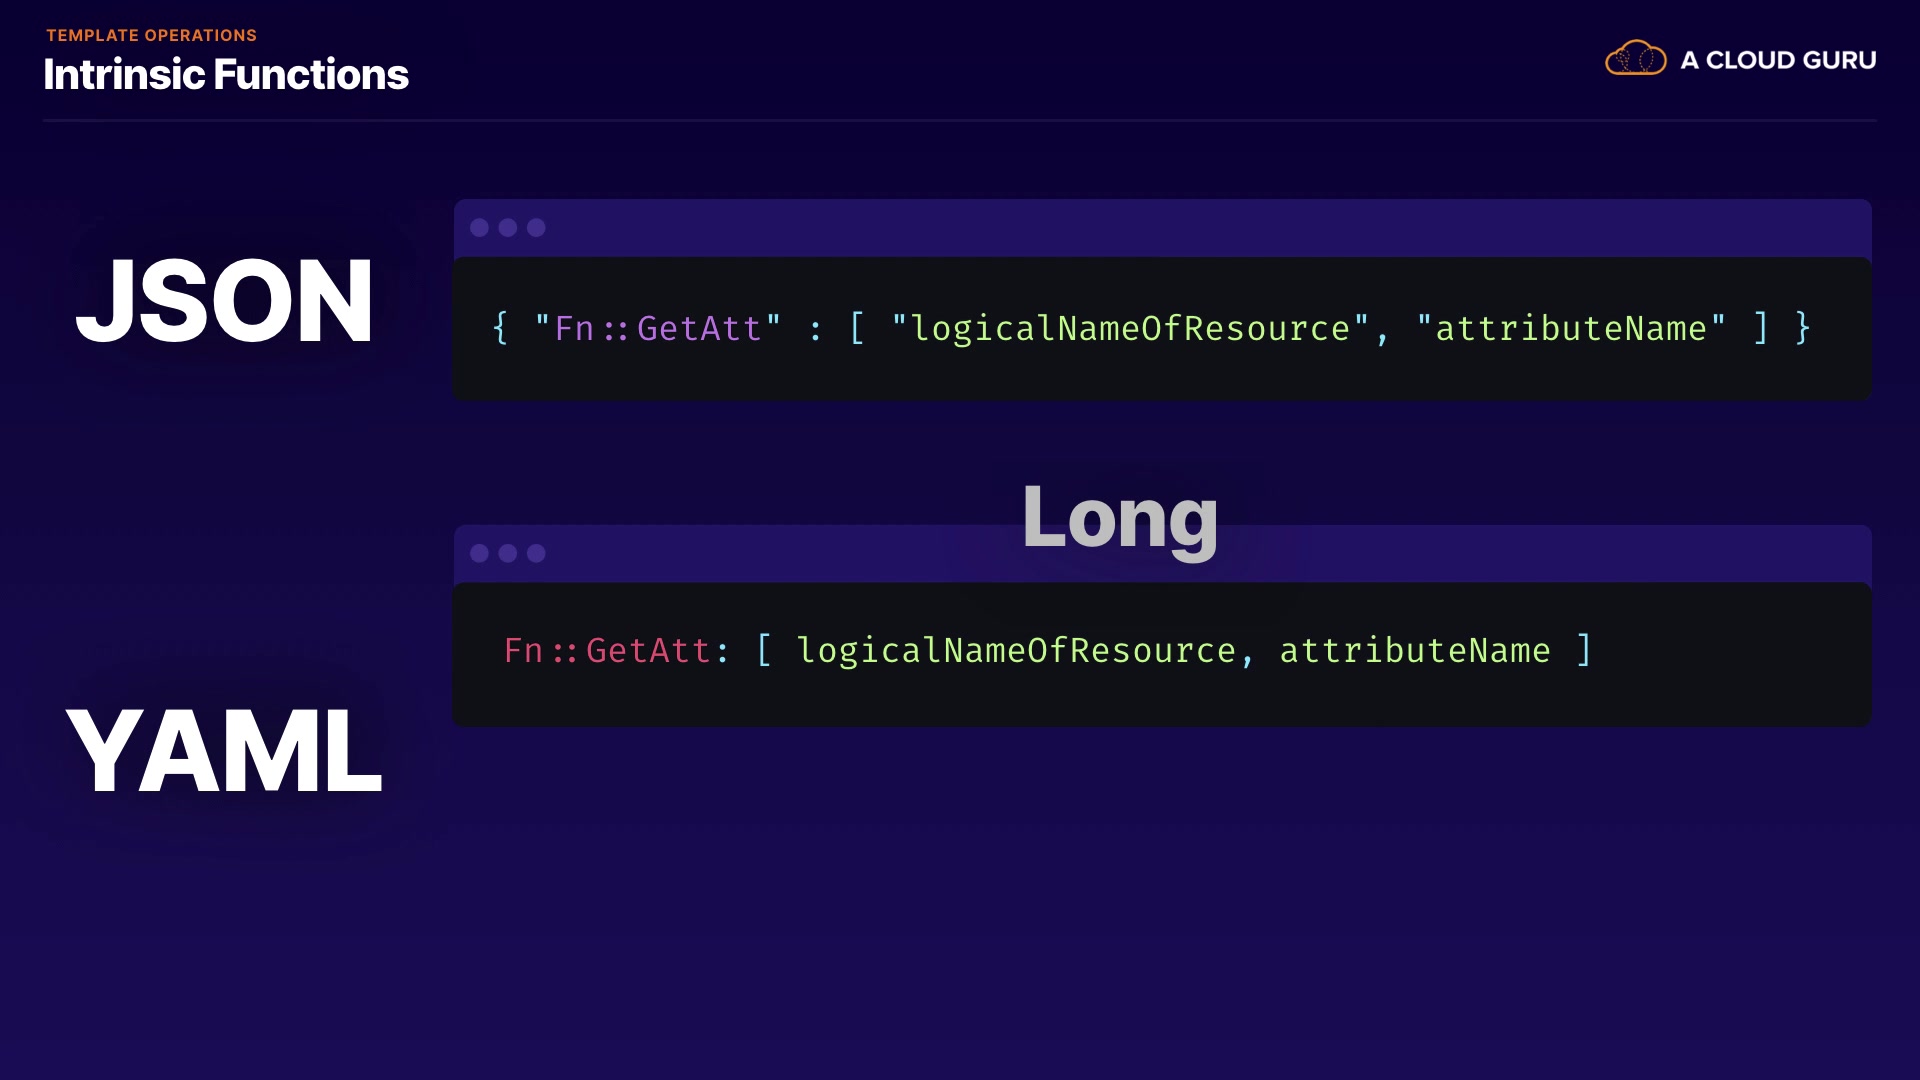 TEMPLATE OPERATIONS
Intrinsic Functions
A CLOUD GURU
JSON
{ "Fn::GetAtt" : [ "logicalNameOfResource", "attributeName" ] }
Long
Fn::GetAtt: [ logicalNameOfResource, attributeName ]
YAML